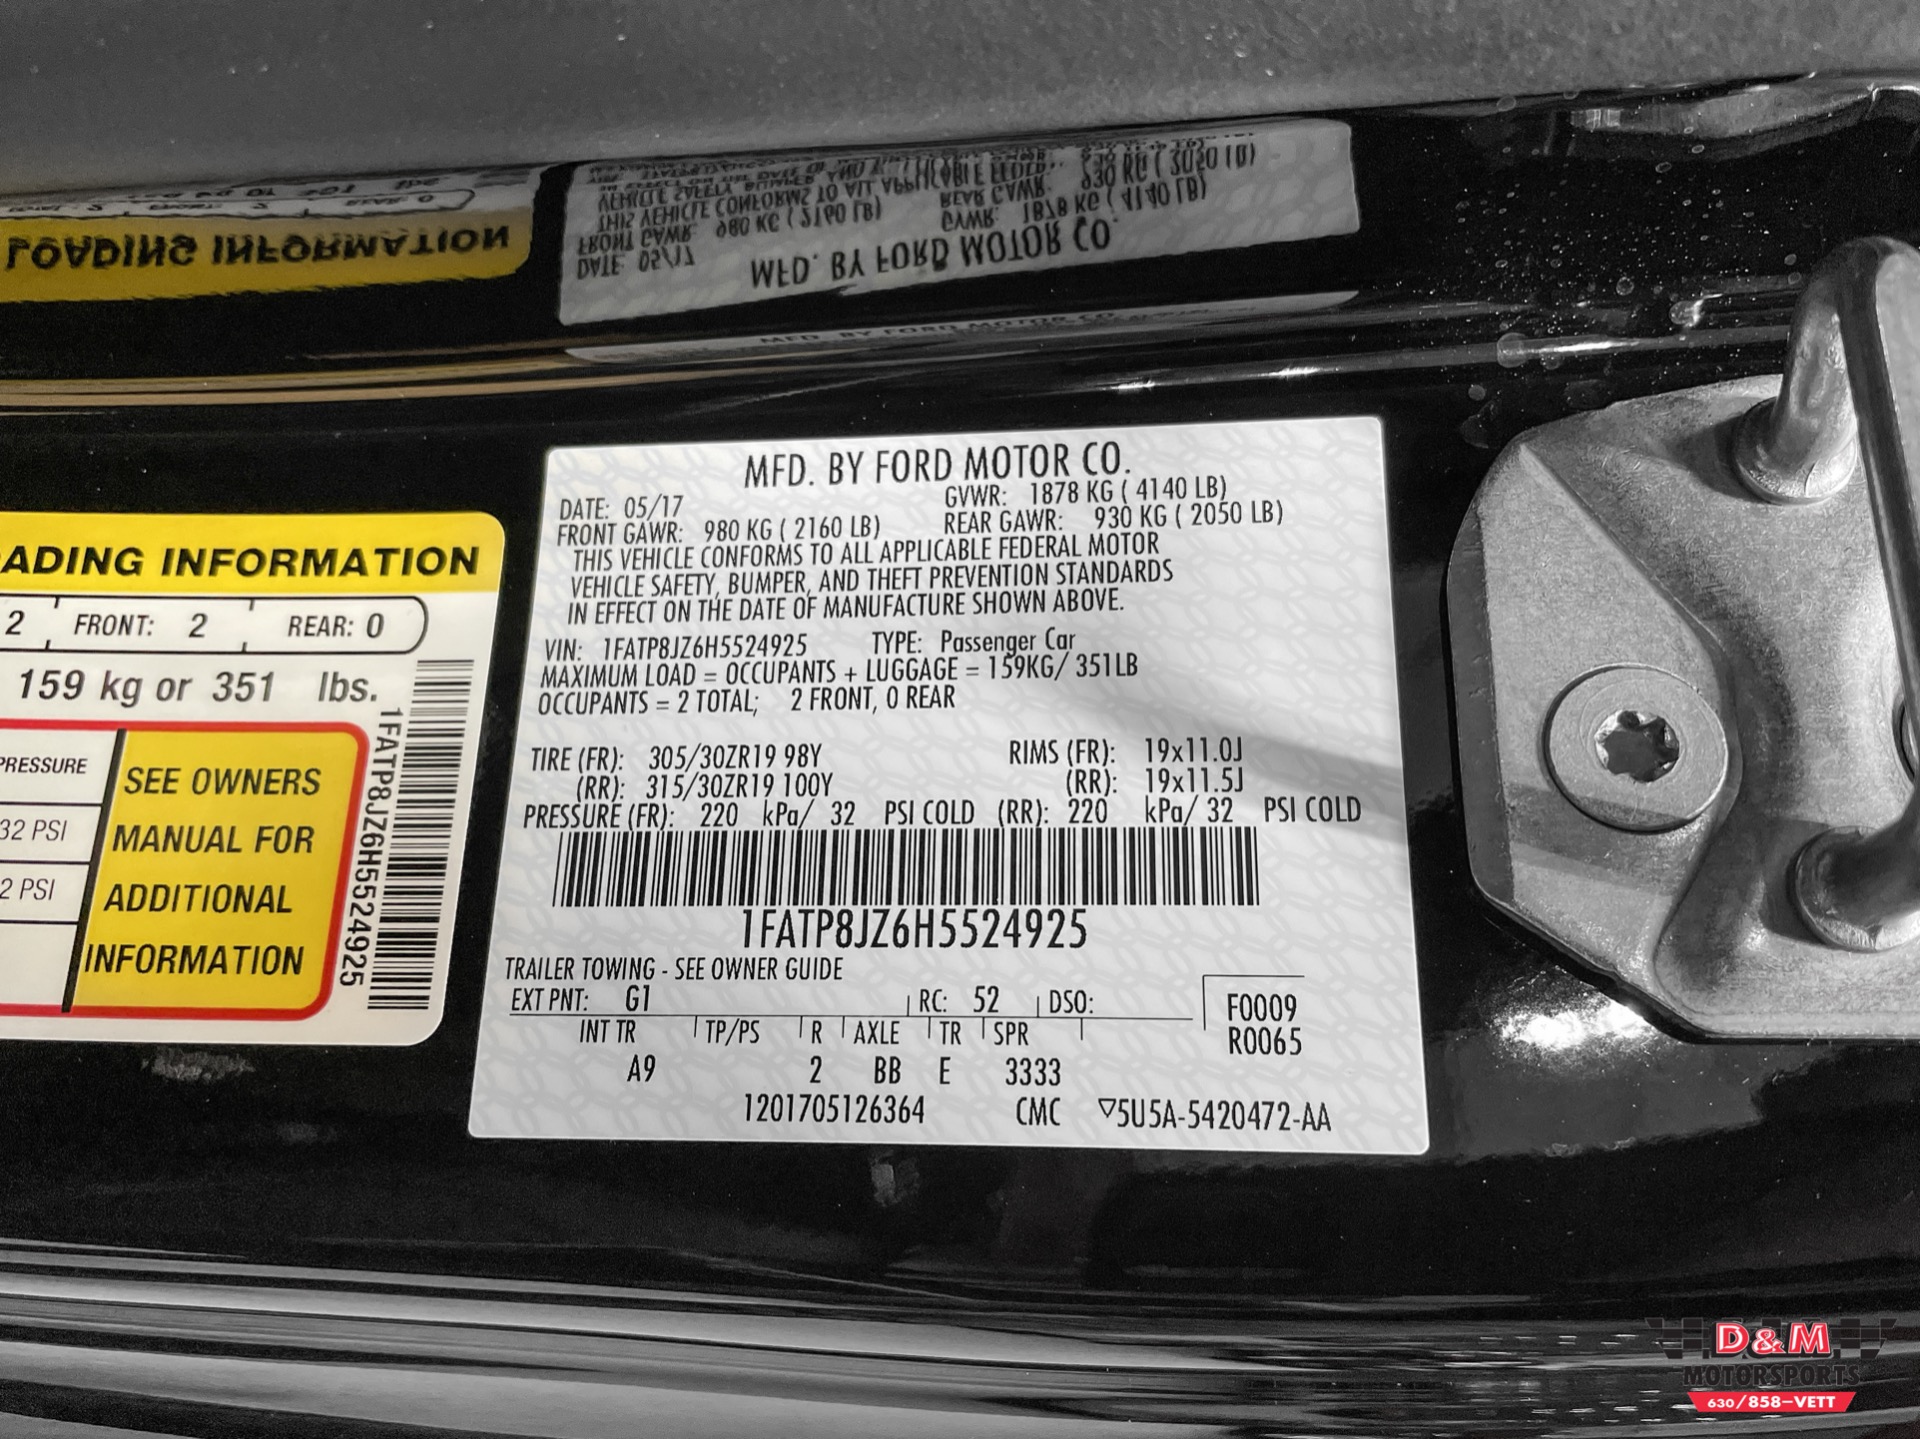 LOADING INFORMATION
MFD. BY FORD MOTOR CO.
DATE: 05/17
GVWR: 1878 KG ( 4140 LB)
FRONT GAWR: 980 KG ( 2160 LB)
REAR GAWR: 930 KG ( 2050 LB)
THIS VEHICLE CONFORMS TO ALL
MFD. BY FORD MOTOR CO.
ADING INFORMATION
2 FRONT: 2 REAR: 0
159 kg or 351 lbs.
PRESSURE
32 PSI
2 PSI
SEE OWNERS
MANUAL FOR
ADDITIONAL
INFORMATION
1FATP8JZ6H5524925
MFD. BY FORD MOTOR CO.
DATE: 05/17 GVWR: 1878 KG ( 4140 LB)
FRONT GAWR: 980 KG ( 2160 LB) REAR GAWR: 930 KG ( 2050 LB)
THIS VEHICLE CONFORMS TO ALL APPLICABLE FEDERAL MOTOR
VEHICLE SAFETY, BUMPER, AND THEFT PREVENTION STANDARDS
IN EFFECT ON THE DATE OF MANUFACTURE SHOWN ABOVE.
VIN: 1FATP8JZ6H5524925 TYPE: Passenger Car
MAXIMUM LOAD = OCCUPANTS + LUGGAGE = 159KG/ 351LB
OCCUPANTS = 2 TOTAL; 2 FRONT, 0 REAR
TIRE (FR): 305/30ZR19 98Y RIMS (FR): 19x11.0J
(RR): 315/30ZR19 100Y (RR): 19x11.5J
PRESSURE (FR): 220 kPa/ 32 PSI COLD (RR): 220 kPa/ 32 PSI COLD
1FATP8JZ6H5524925
TRAILER TOWING - SEE OWNER GUIDE
EXT PNT: G1 RC: 52 DSO: F0009
INT TR TP/PS R AXLE TR SPR R0065
A9 2 BB E 3333
1201705126364 CMC ▽5U5A-5420472-AA
D&M
MOTORSPORTS
630/858-VETT